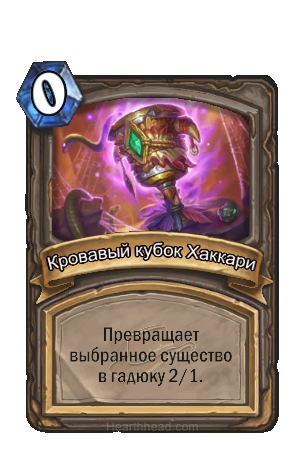 0
Кровавый кубок Хаккари
Превращает
выбранное существо
в гадюку 2/1.
Hearthhead.com